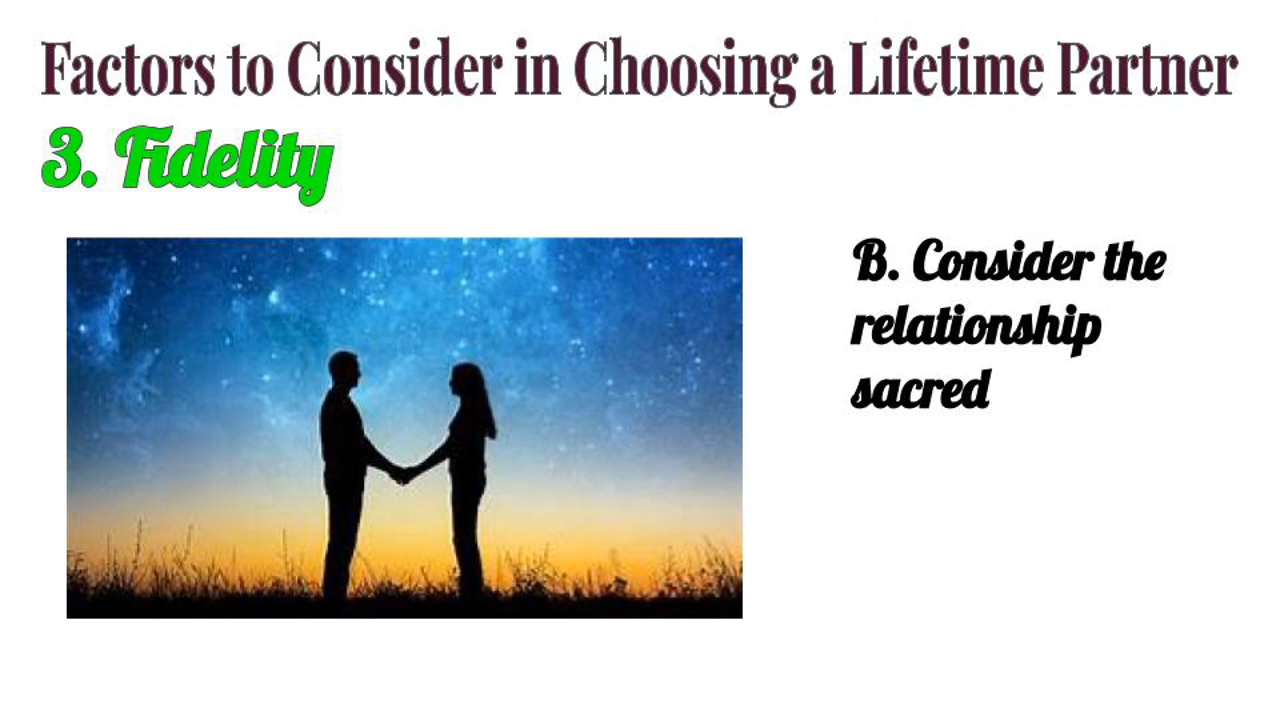 Factors to Consider in Choosing a Lifetime Partner
3. Fidelity
B. Consider the
relationship
sacred